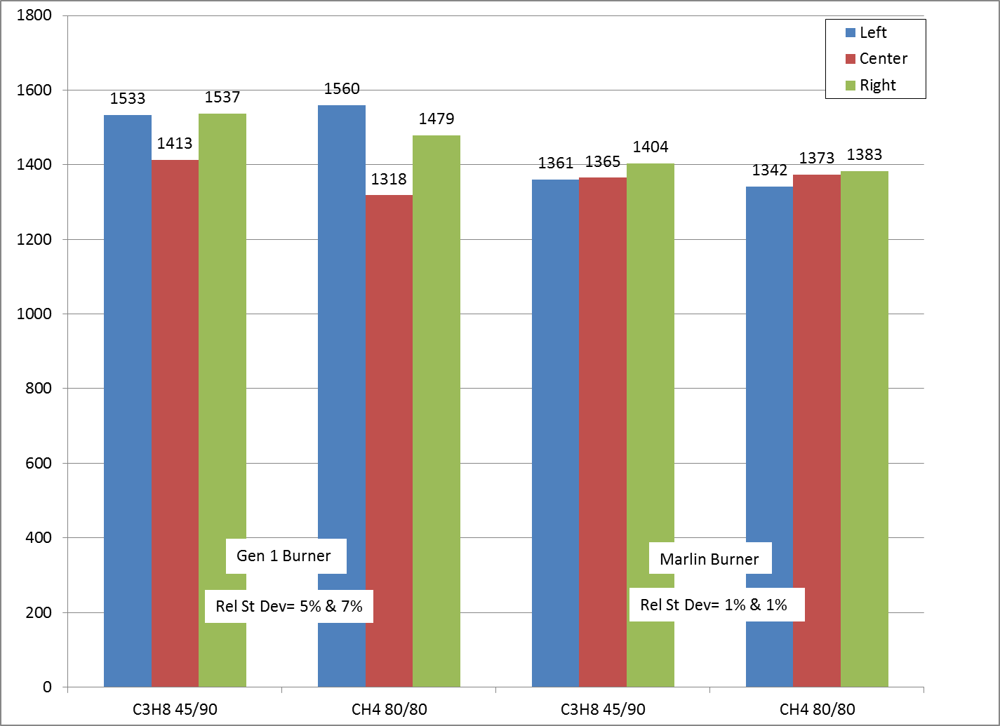 1800
1600
1400
1200
1000
800
600
400
200
0
Left
Center
Right
1533
1413
1537
1560
1318
1479
1361
1365
1404
1342
1373
1383
Gen 1 Burner
Rel St Dev= 5% & 7%
Marlin Burner
Rel St Dev= 1% & 1%
C3H8 45/90
CH4 80/80
C3H8 45/90
CH4 80/80